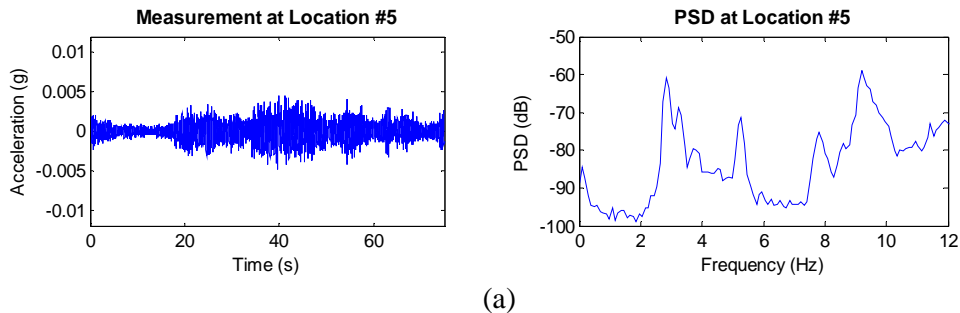 Measurement at Location #5
0.01
0.005
0
-0.005
-0.01
Acceleration (g)
0 20 40 60
Time (s)
PSD at Location #5
-50
-60
-70
-80
-90
-100
PSD (dB)
0 2 4 6 8 10 12
Frequency (Hz)
(a)